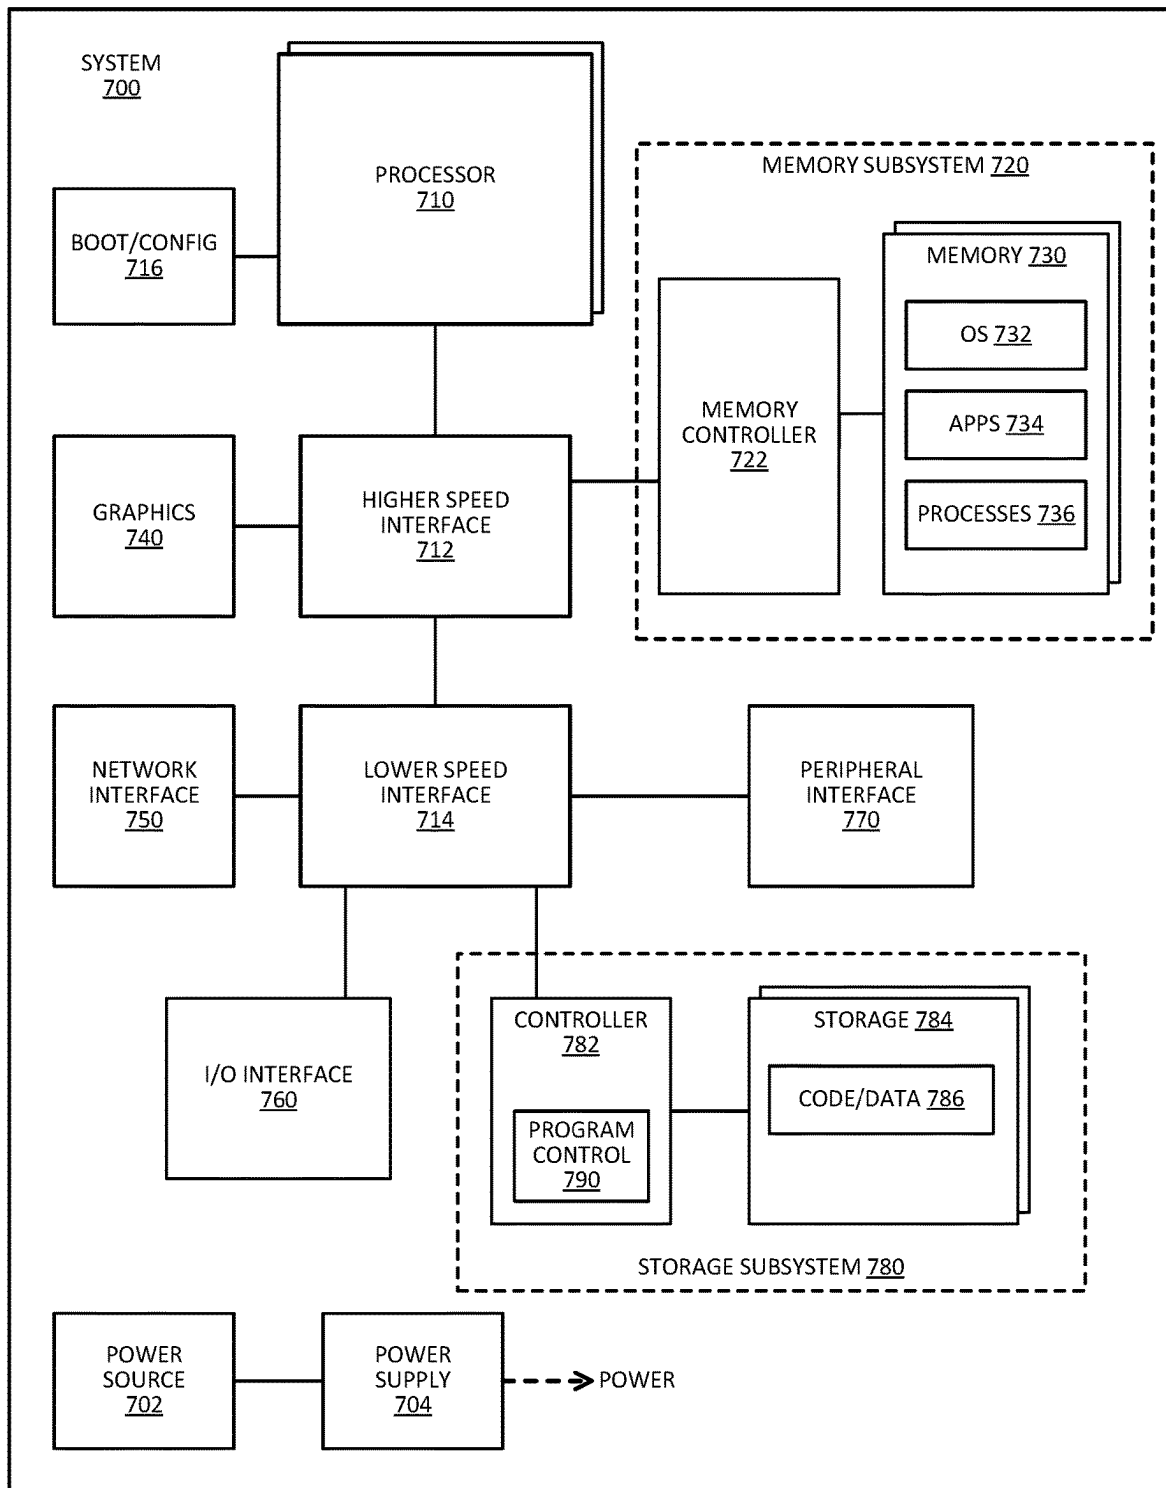 SYSTEM
700
PROCESSOR
710
BOOT/CONFIG
716
MEMORY SUBSYSTEM 720
MEMORY 730
OS 732
APPS 734
PROCESSES 736
MEMORY
CONTROLLER
722
GRAPHICS
740
HIGHER SPEED
INTERFACE
712
NETWORK
INTERFACE
750
LOWER SPEED
INTERFACE
714
PERIPHERAL
INTERFACE
770
I/O INTERFACE
760
CONTROLLER
782
PROGRAM
CONTROL
790
STORAGE 784
CODE/DATA 786
STORAGE SUBSYSTEM 780
POWER
SOURCE
702
POWER
SUPPLY
704
POWER